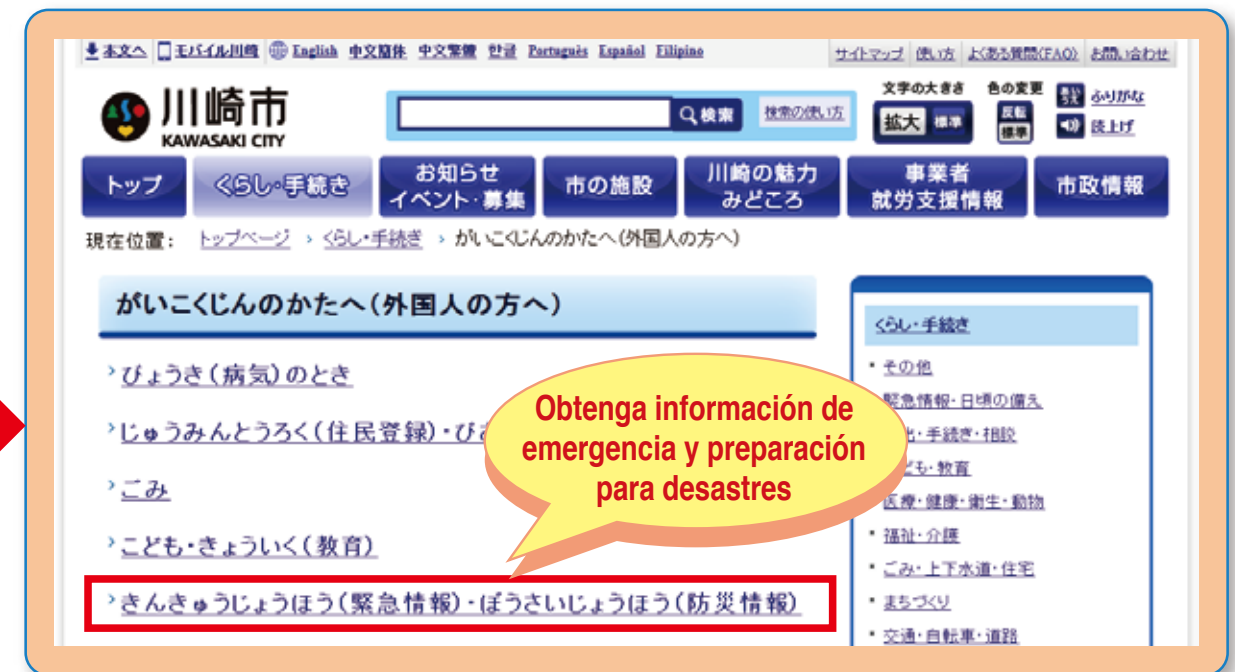 本文へ モバイル川崎 English 中文簡体 中文繁體 한글 Português Español Filipino サイトマップ 使い方 よくある質問(FAQ) お問い合わせ
川崎市
KAWASAKI CITY
検索 検索の使い方
文字の大きさ 色の変更
拡大 標準 反転 標準
ふりがな
読上げ
トップ くらし・手続き お知らせ イベント・募集 市の施設 川崎の魅力 みどころ 事業者 就労支援情報 市政情報
現在位置: トップページ › くらし・手続き › がいこくじんのかたへ(外国人の方へ)
がいこくじんのかたへ(外国人の方へ)
びょうき(病気)のとき
じゅうみんとうろく(住民登録)・びざ
ごみ
こども・きょういく(教育)
きんきゅうじょうほう(緊急情報)・ぼうさいじょうほう(防災情報)
Obtenga información de
emergencia y preparación
para desastres
くらし・手続き
その他
緊急情報・日頃の備え
・手続き・相談
ども・教育
医療・健康・衛生・動物
福祉・介護
ごみ・上下水道・住宅
まちづくり
交通・自転車・道路